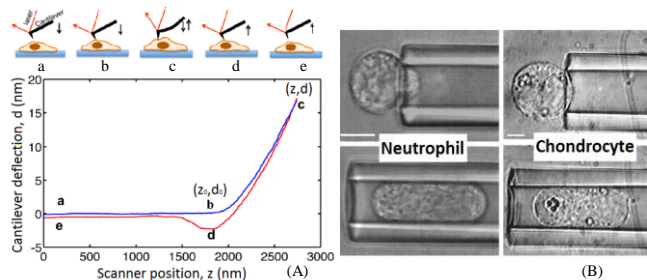 Laser
Cantilever
a b c d e
Cantilever deflection, d (nm)
20
15
10
5
0
-5
(z,d)
c
(z₀,d₀)
a
b
e
d
0 500 1000 1500 2000 2500 3000
Scanner position, z (nm)
(A)
Neutrophil
Chondrocyte
(B)